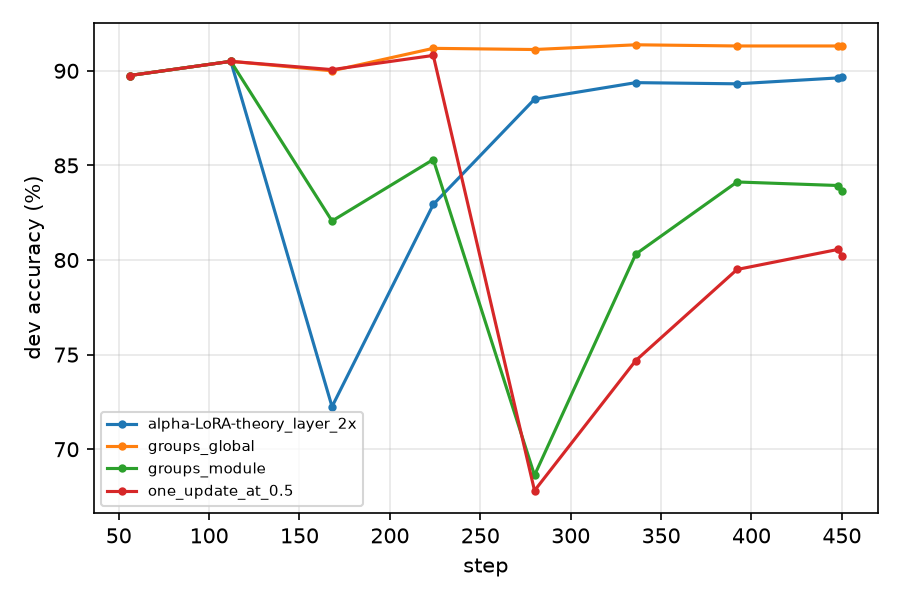 90
85
80
75
70
dev accuracy (%)
alpha-LoRA-theory_layer_2x
groups_global
groups_module
one_update_at_0.5
50 100 150 200 250 300 350 400 450
step